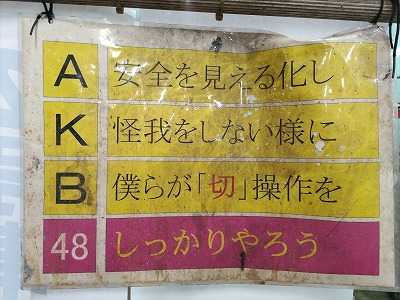 A 安全を見える化し
K 怪我をしない様に
B 僕らが「切」操作を
48 しっかりやろう